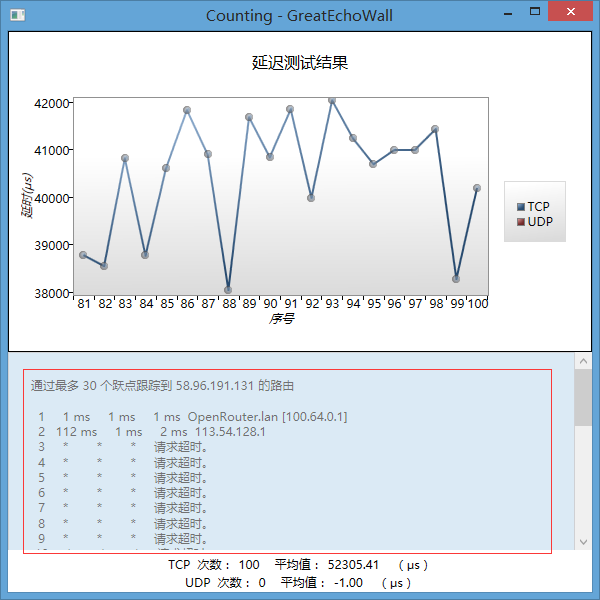 Counting - GreatEchoWall
延迟测试结果
42000
41000
40000
39000
38000
延时(μs)
81 82 83 84 85 86 87 88 89 90 91 92 93 94 95 96 97 98 99 100
序号
TCP
UDP
通过最多 30 个跃点跟踪到 58.96.191.131 的路由
1 1 ms 1 ms 1 ms OpenRouter.lan [100.64.0.1]
2 112 ms 1 ms 2 ms 113.54.128.1
3 * * * 请求超时。
4 * * * 请求超时。
5 * * * 请求超时。
6 * * * 请求超时。
7 * * * 请求超时。
8 * * * 请求超时。
9 * * * 请求超时。
TCP 次数： 100 平均值： 52305.41 （μs）
UDP 次数： 0 平均值： -1.00 （μs）